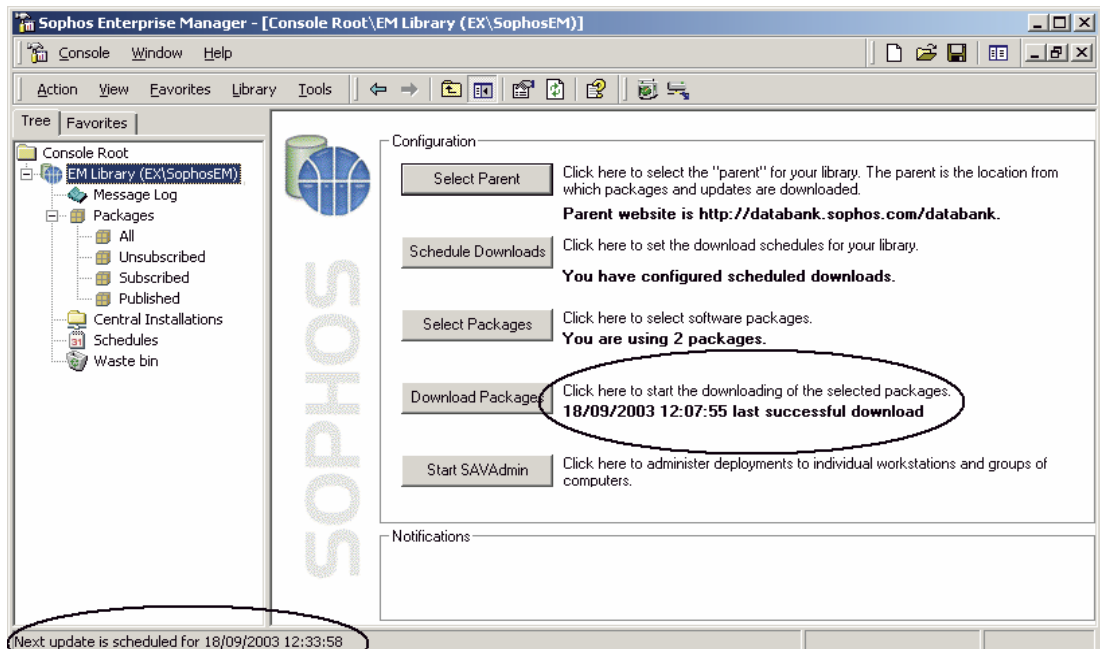 Sophos Enterprise Manager - [Console Root\EM Library (EX\SophosEM)]
Console Window Help
Action View Favorites Library Tools
Tree Favorites
Console Root
EM Library (EX\SophosEM)
Message Log
Packages
All
Unsubscribed
Subscribed
Published
Central Installations
31 Schedules
Waste bin
SOPHOS
Configuration
Select Parent
Click here to select the "parent" for your library. The parent is the location from
which packages and updates are downloaded.
Parent website is http://databank.sophos.com/databank.
Schedule Downloads
Click here to set the download schedules for your library.
You have configured scheduled downloads.
Select Packages
Click here to select software packages.
You are using 2 packages.
Download Packages
Click here to start the downloading of the selected packages.
18/09/2003 12:07:55 last successful download
Start SAVAdmin
Click here to administer deployments to individual workstations and groups of
computers.
Notifications
Next update is scheduled for 18/09/2003 12:33:58